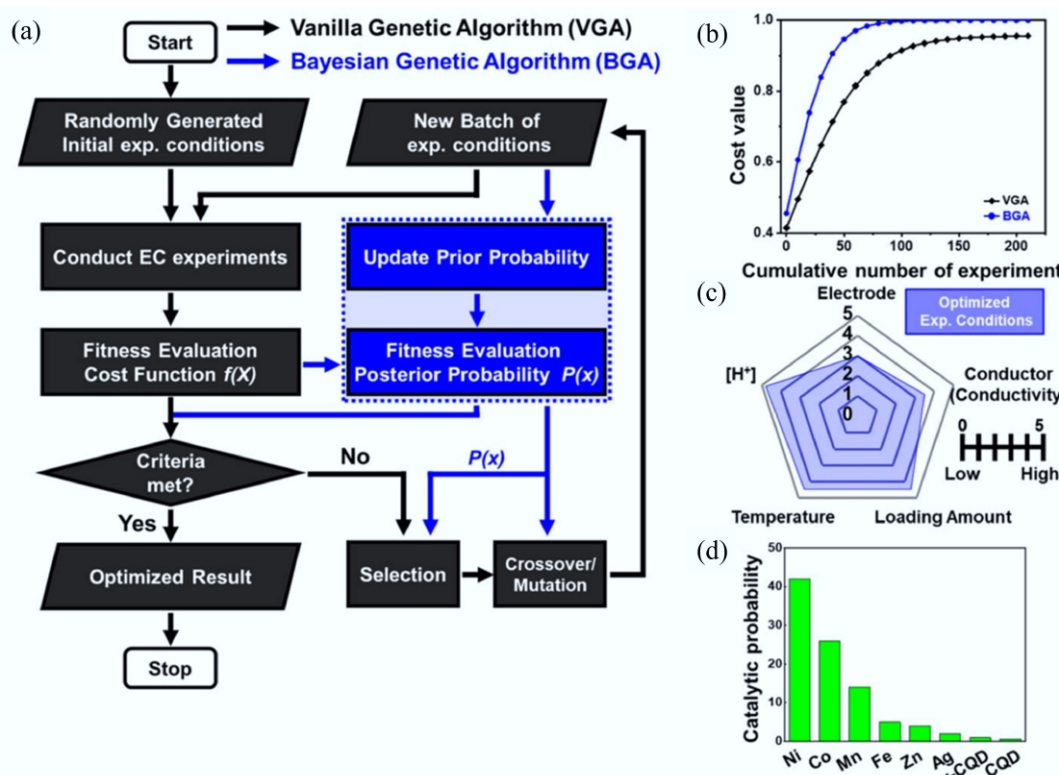 (a)
Start
Vanilla Genetic Algorithm (VGA)
Bayesian Genetic Algorithm (BGA)
Randomly Generated
Initial exp. conditions
New Batch of
exp. conditions
Conduct EC experiments
Update Prior Probability
Fitness Evaluation
Cost Function f(X)
Fitness Evaluation
Posterior Probability P(x)
Criteria
met?
No
P(x)
Yes
Optimized Result
Selection
Crossover/
Mutation
Stop
(b)
1.0
0.8
0.6
0.4
Cost value
VGA
BGA
0
50
100
150
200
Cumulative number of experiment
(c)
Electrode
Optimized
Exp. Conditions
5
4
3
2
1
0
[H+]
Conductor
(Conductivity
0
5
Low
High
Temperature
Loading Amount
(d)
50
40
30
20
10
0
Catalytic probability
Ni
Co
Mn
Fe
Zn
Ag
CQD
CQD